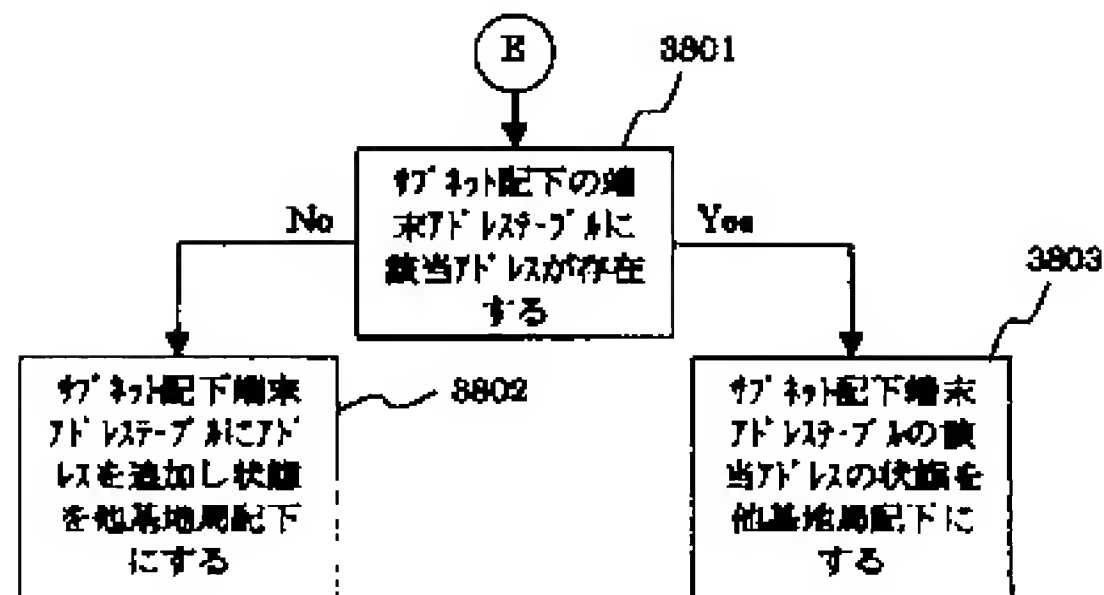 E
3801
ｻﾌﾞﾈｯﾄ配下の端
末ｱﾄﾞﾚｽﾃｰﾌﾞﾙに
該当ｱﾄﾞﾚｽが存在
する
No
Yes
3803
ｻﾌﾞﾈｯﾄ配下端末
ｱﾄﾞﾚｽﾃｰﾌﾞﾙにｱﾄﾞ
ﾚｽを追加し状態
を他基地局配下
にする
3802
ｻﾌﾞﾈｯﾄ配下端末
ｱﾄﾞﾚｽﾃｰﾌﾞﾙの該
当ｱﾄﾞﾚｽの状態を
他基地局配下に
する